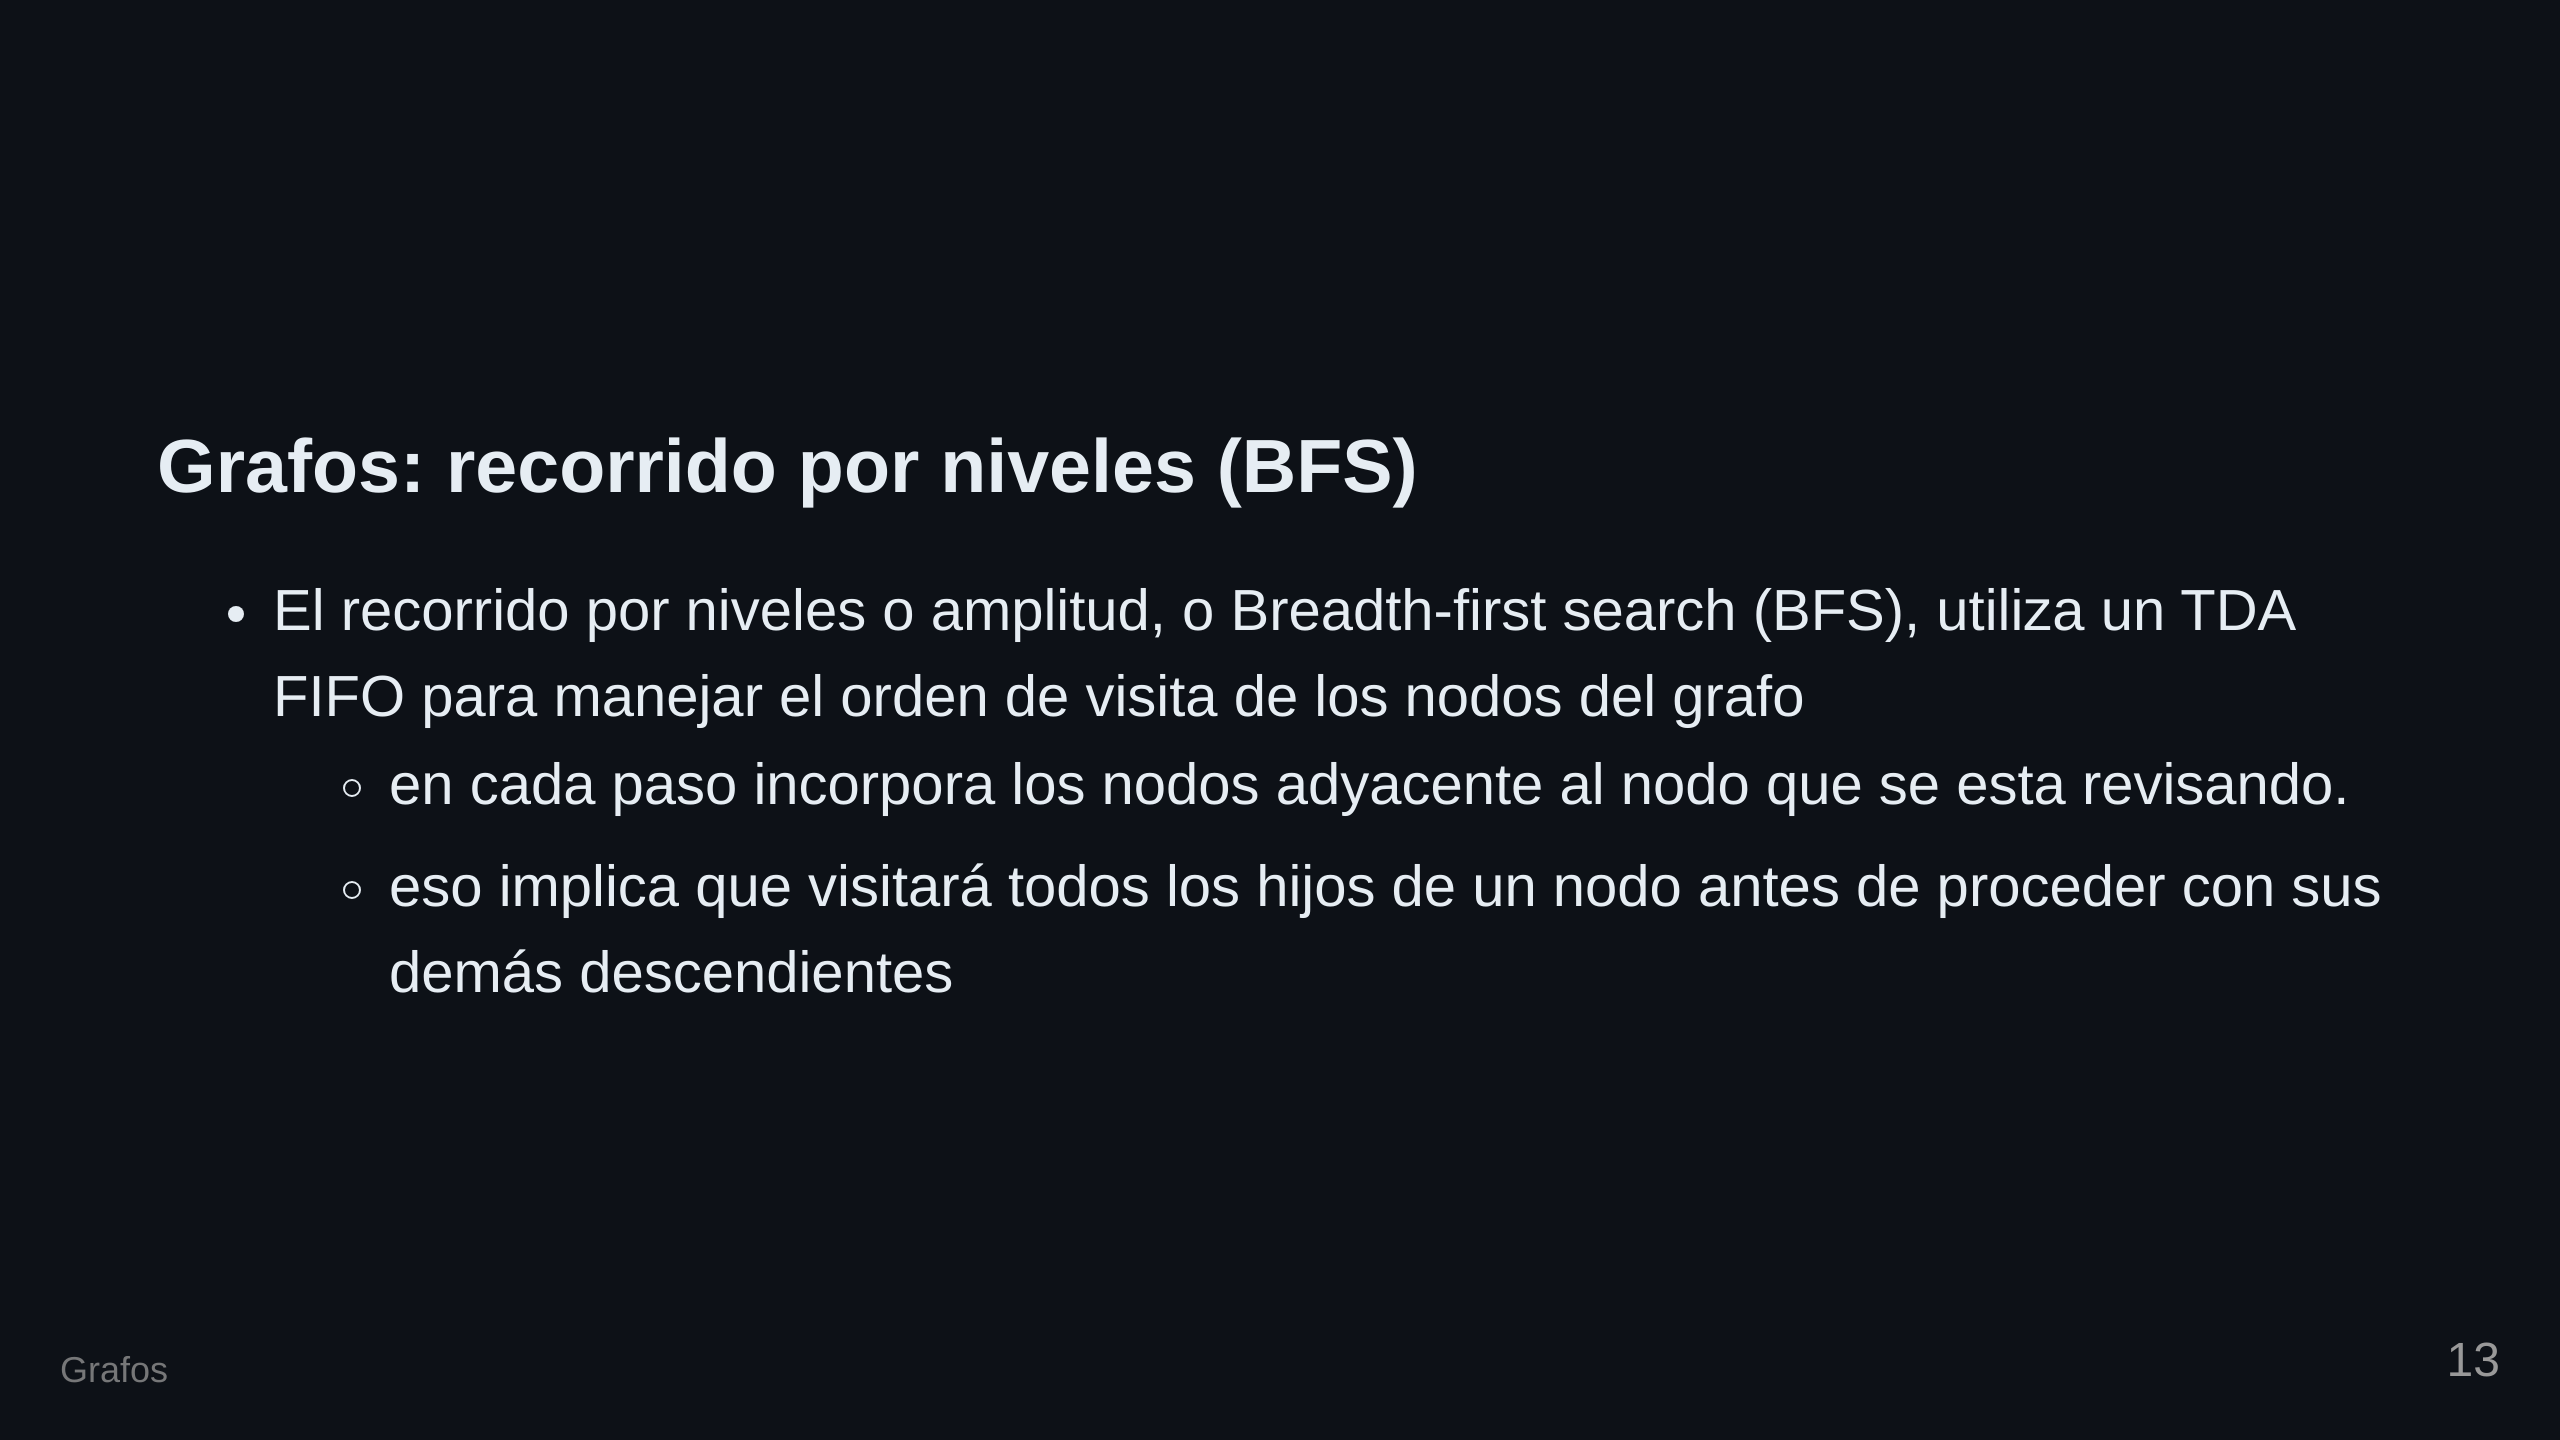 Grafos: recorrido por niveles (BFS)
• El recorrido por niveles o amplitud, o Breadth-first search (BFS), utiliza un TDA
FIFO para manejar el orden de visita de los nodos del grafo
◦ en cada paso incorpora los nodos adyacente al nodo que se esta revisando.
◦ eso implica que visitará todos los hijos de un nodo antes de proceder con sus
demás descendientes
Grafos
13